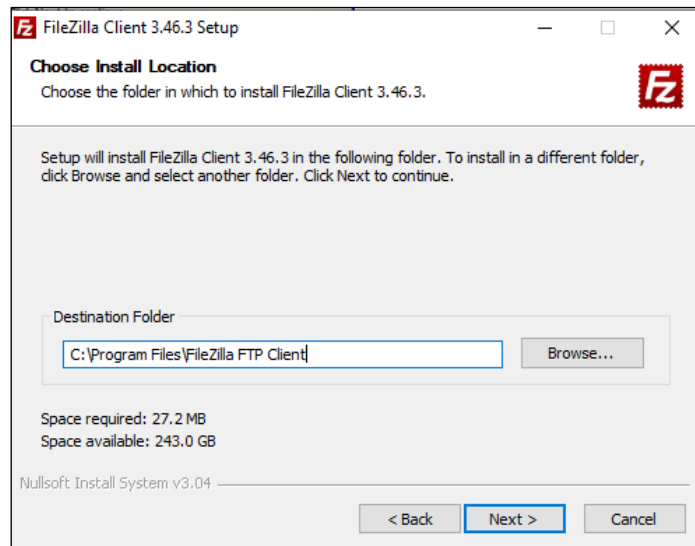 FileZilla Client 3.46.3 Setup
Choose Install Location
Choose the folder in which to install FileZilla Client 3.46.3.
Fz
Setup will install FileZilla Client 3.46.3 in the following folder. To install in a different folder,
click Browse and select another folder. Click Next to continue.
Destination Folder
C:\Program Files\FileZilla FTP Client
Browse...
Space required: 27.2 MB
Space available: 243.0 GB
Nullsoft Install System v3.04
< Back
Next >
Cancel